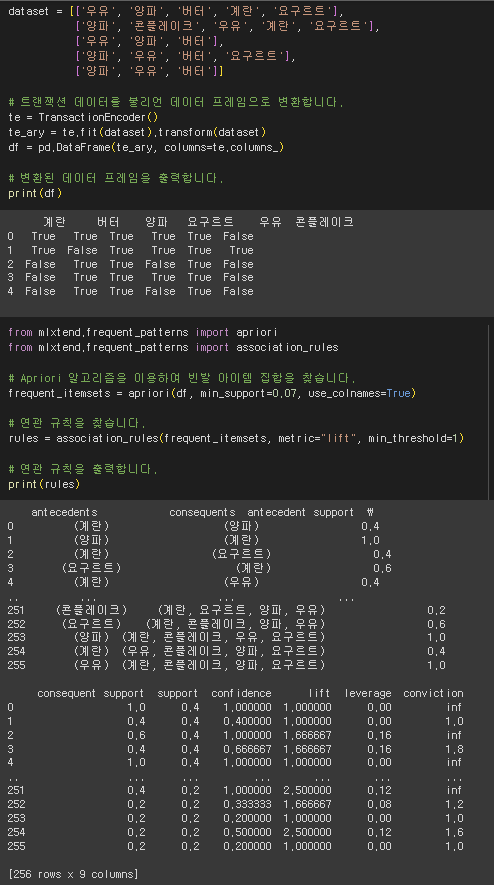 dataset = [['우유', '양파', '버터', '계란', '요구르트'],
['양파', '콘플레이크', '우유', '계란', '요구르트'],
['우유', '양파', '버터'],
['양파', '우유', '버터', '요구르트'],
['양파', '우유', '버터']]
# 트랜잭션 데이터를 불리언 데이터 프레임으로 변환합니다.
te = TransactionEncoder()
te_ary = te.fit(dataset).transform(dataset)
df = pd.DataFrame(te_ary, columns=te.columns_)
# 변환된 데이터 프레임을 출력합니다.
print(df)
계란 버터 양파 요구르트 우유 콘플레이크
0 True True True True True False
1 True False True True True True
2 False True True False True False
3 False True True True True False
4 False True True False True False
from mlxtend.frequent_patterns import apriori
from mlxtend.frequent_patterns import association_rules
# Apriori 알고리즘을 이용하여 빈발 아이템 집합을 찾습니다.
frequent_itemsets = apriori(df, min_support=0.07, use_colnames=True)
# 연관 규칙을 찾습니다.
rules = association_rules(frequent_itemsets, metric="lift", min_threshold=1)
# 연관 규칙을 출력합니다.
print(rules)
antecedents consequents antecedent support ₩
0 (계란) (양파) 0.4
1 (양파) (계란) 1.0
2 (계란) (요구르트) 0.4
3 (요구르트) (계란) 0.6
4 (계란) (우유) 0.4
.. ... ... ...
251 (콘플레이크) (계란, 요구르트, 양파, 우유) 0.2
252 (요구르트) (계란, 콘플레이크, 양파, 우유) 0.6
253 (양파) (계란, 콘플레이크, 우유, 요구르트) 1.0
254 (계란) (우유, 콘플레이크, 양파, 요구르트) 0.4
255 (우유) (계란, 콘플레이크, 양파, 요구르트) 1.0
consequent support support confidence lift leverage conviction
0 1.0 0.4 1.000000 1.000000 0.00 inf
1 0.4 0.4 0.400000 1.000000 0.00 1.0
2 0.6 0.4 1.000000 1.666667 0.16 inf
3 0.4 0.4 0.666667 1.666667 0.16 1.8
4 1.0 0.4 1.000000 1.000000 0.00 inf
.. ... ... ... ... ... ...
251 0.4 0.2 1.000000 2.500000 0.12 inf
252 0.2 0.2 0.333333 1.666667 0.08 1.2
253 0.2 0.2 0.200000 1.000000 0.00 1.0
254 0.2 0.2 0.500000 2.500000 0.12 1.6
255 0.2 0.2 0.200000 1.000000 0.00 1.0
[256 rows x 9 columns]